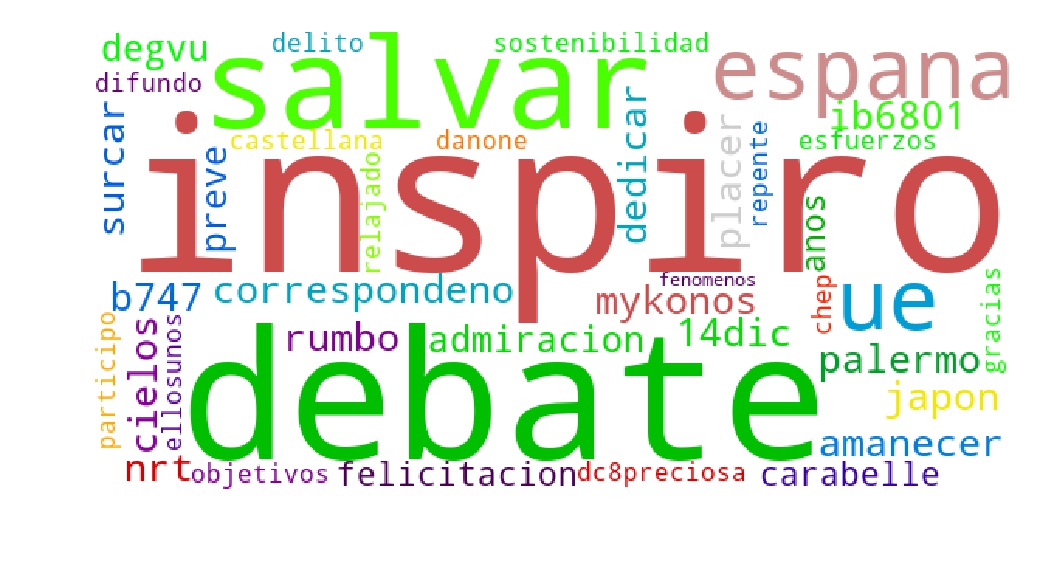 degvu
delito
salvar
sostenibilidad
espana
difundo
surcar
inspiro
castellana
danone
dedicar
placer
repente
ib6801
esfuerzos
preve
relajado
anos
b747
correspondeno
fenomenos
mykonos
chep
ue
gracias
participo
cielos
ellosunos
rumbo
admiracion
14dic
debate
palermo
japon
amanecer
nrt
objetivos
felicitacion
dc8preciosa
carabelle